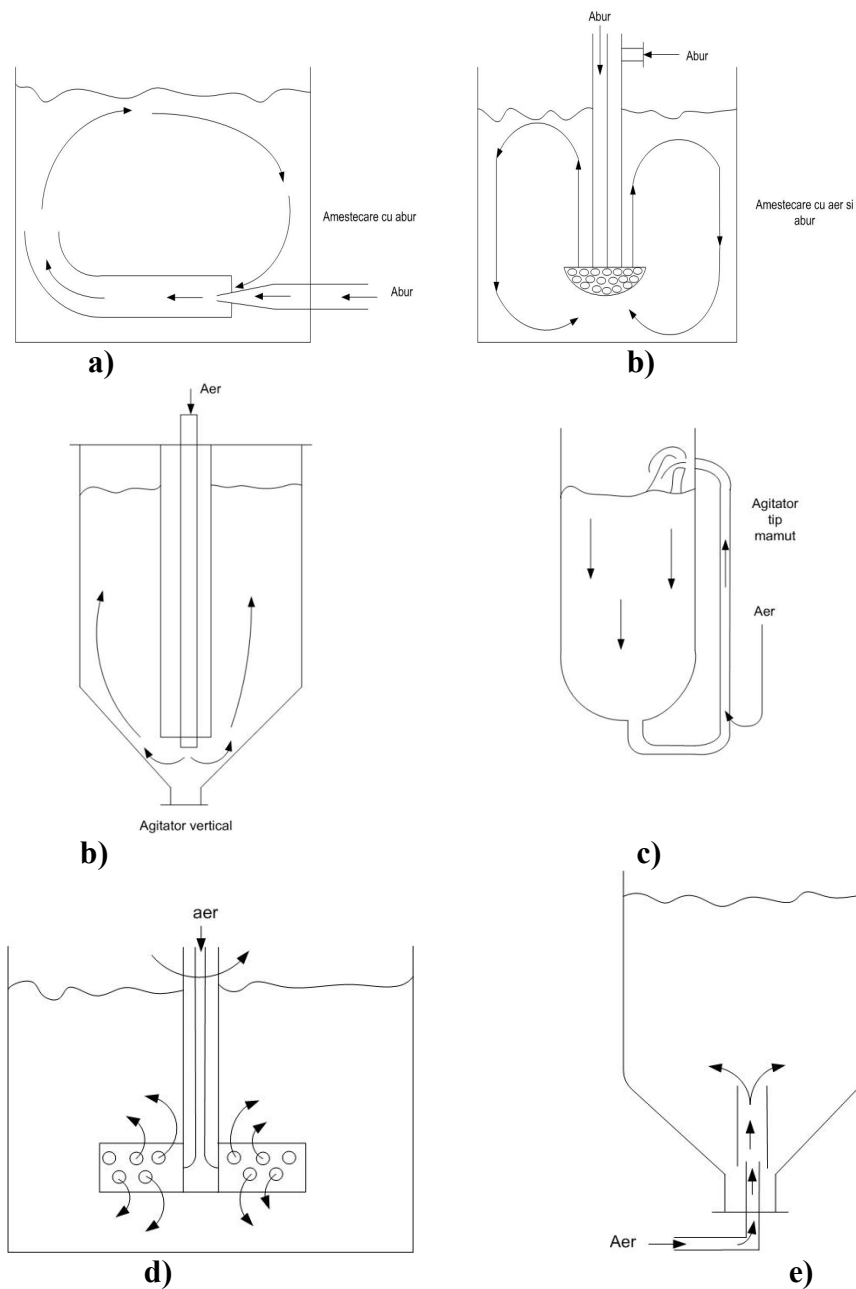 Abur
Abur
Amestecare cu abur
Abur
Amestecare cu aer si
abur
a)
b)
Aer
Agitator vertical
b)
Agitator
tip
mamut
Aer
c)
aer
d)
Aer
e)